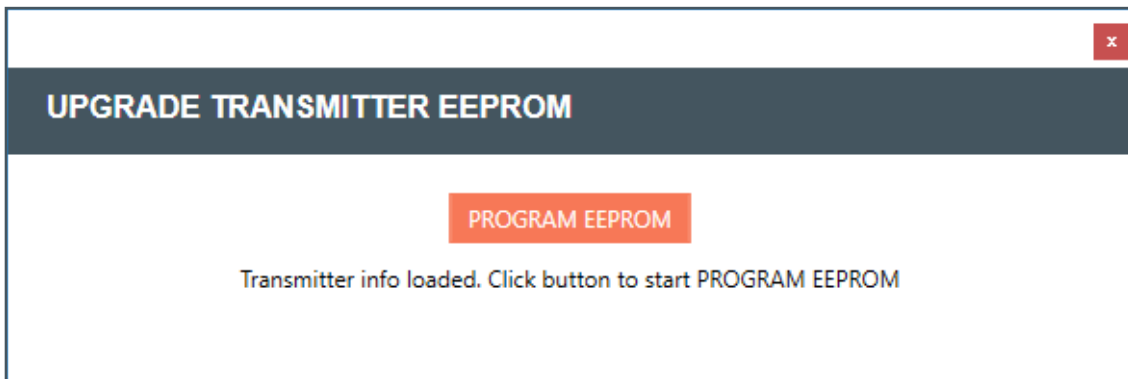 x
UPGRADE TRANSMITTER EEPROM
PROGRAM EEPROM
Transmitter info loaded. Click button to start PROGRAM EEPROM